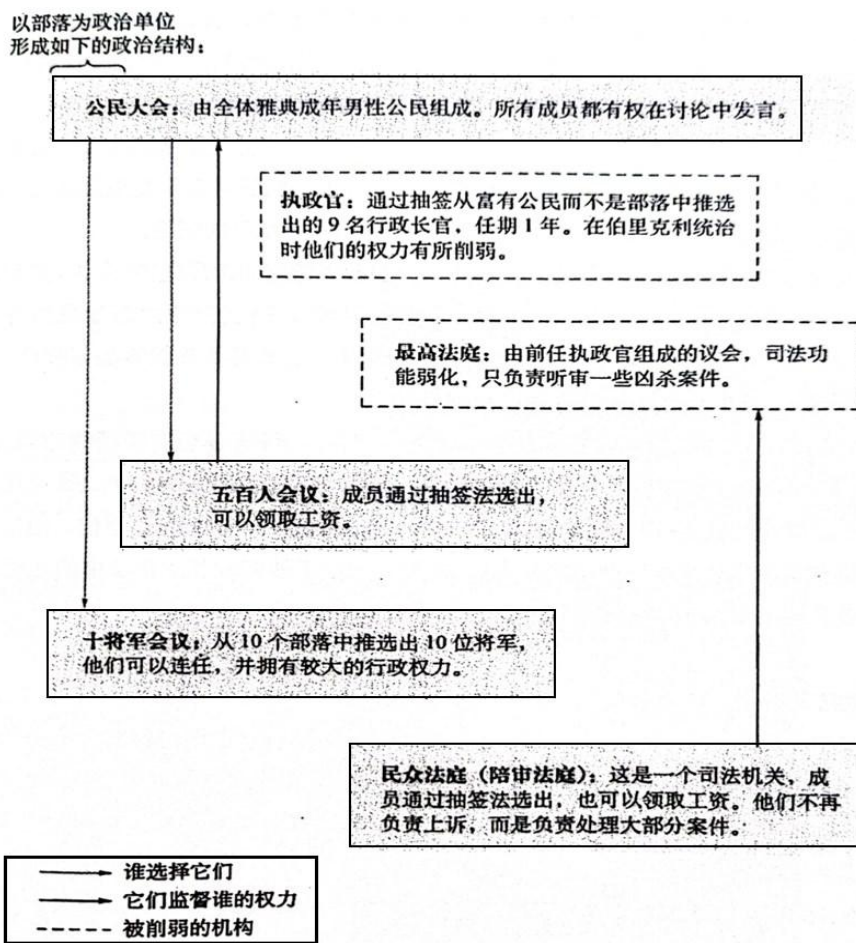 以部落为政治单位
形成如下的政治结构：
公民大会：由全体雅典成年男性公民组成。所有成员都有权在讨论中发言。
执政官：通过抽签从富有公民而不是部落中推选
出的9名行政长官，任期1年。在伯里克利统治
时他们的权力有所削弱。
最高法庭：由前任执政官组成的议会，司法功
能弱化，只负责听审一些凶杀案件。
五百人会议：成员通过抽签法选出，
可以领取工资。
十将军会议：从10个部落中推选出10位将军，
他们可以连任，并拥有较大的行政权力。
民众法庭（陪审法庭）：这是一个司法机关，成
员通过抽签法选出，也可以领取工资。他们不再
负责上诉，而是负责处理大部分案件。
谁选择它们
它们监督谁的权力
被削弱的机构